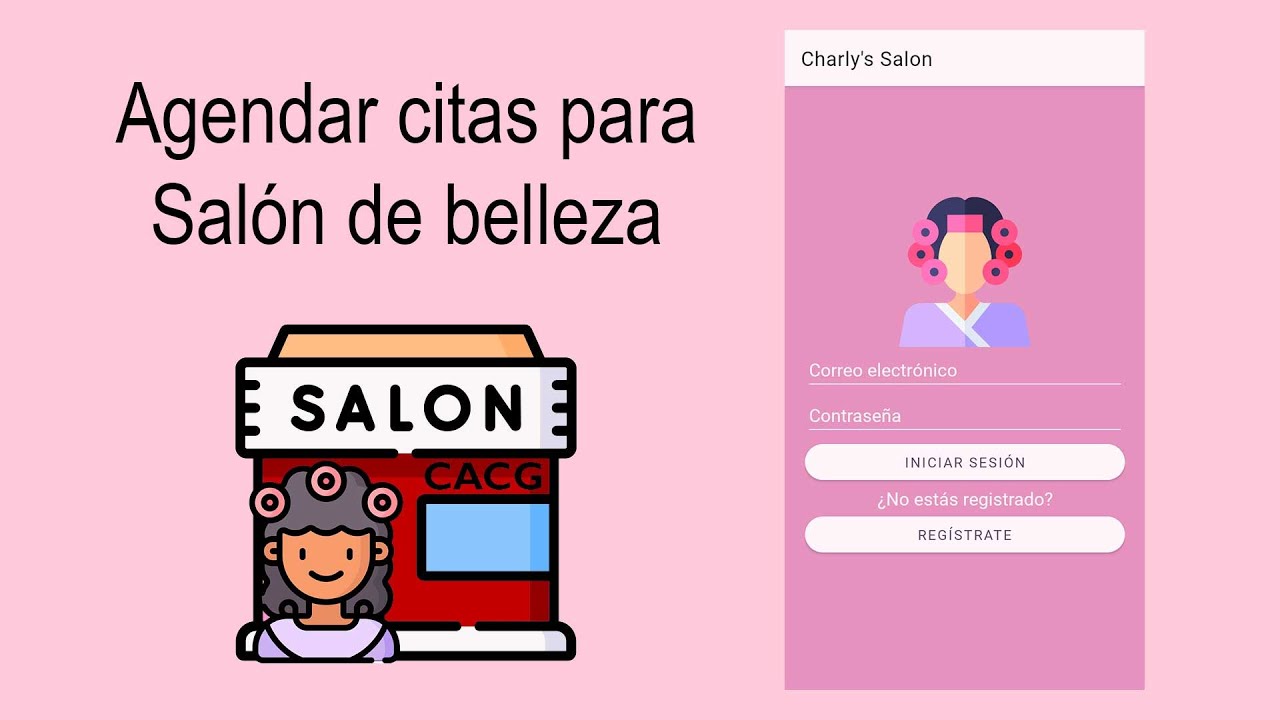 Agendar citas para
Salón de belleza
SALON
CACG
Charly's Salon
Correo electrónico
Contraseña
INICIAR SESIÓN
¿No estás registrado?
REGÍSTRATE